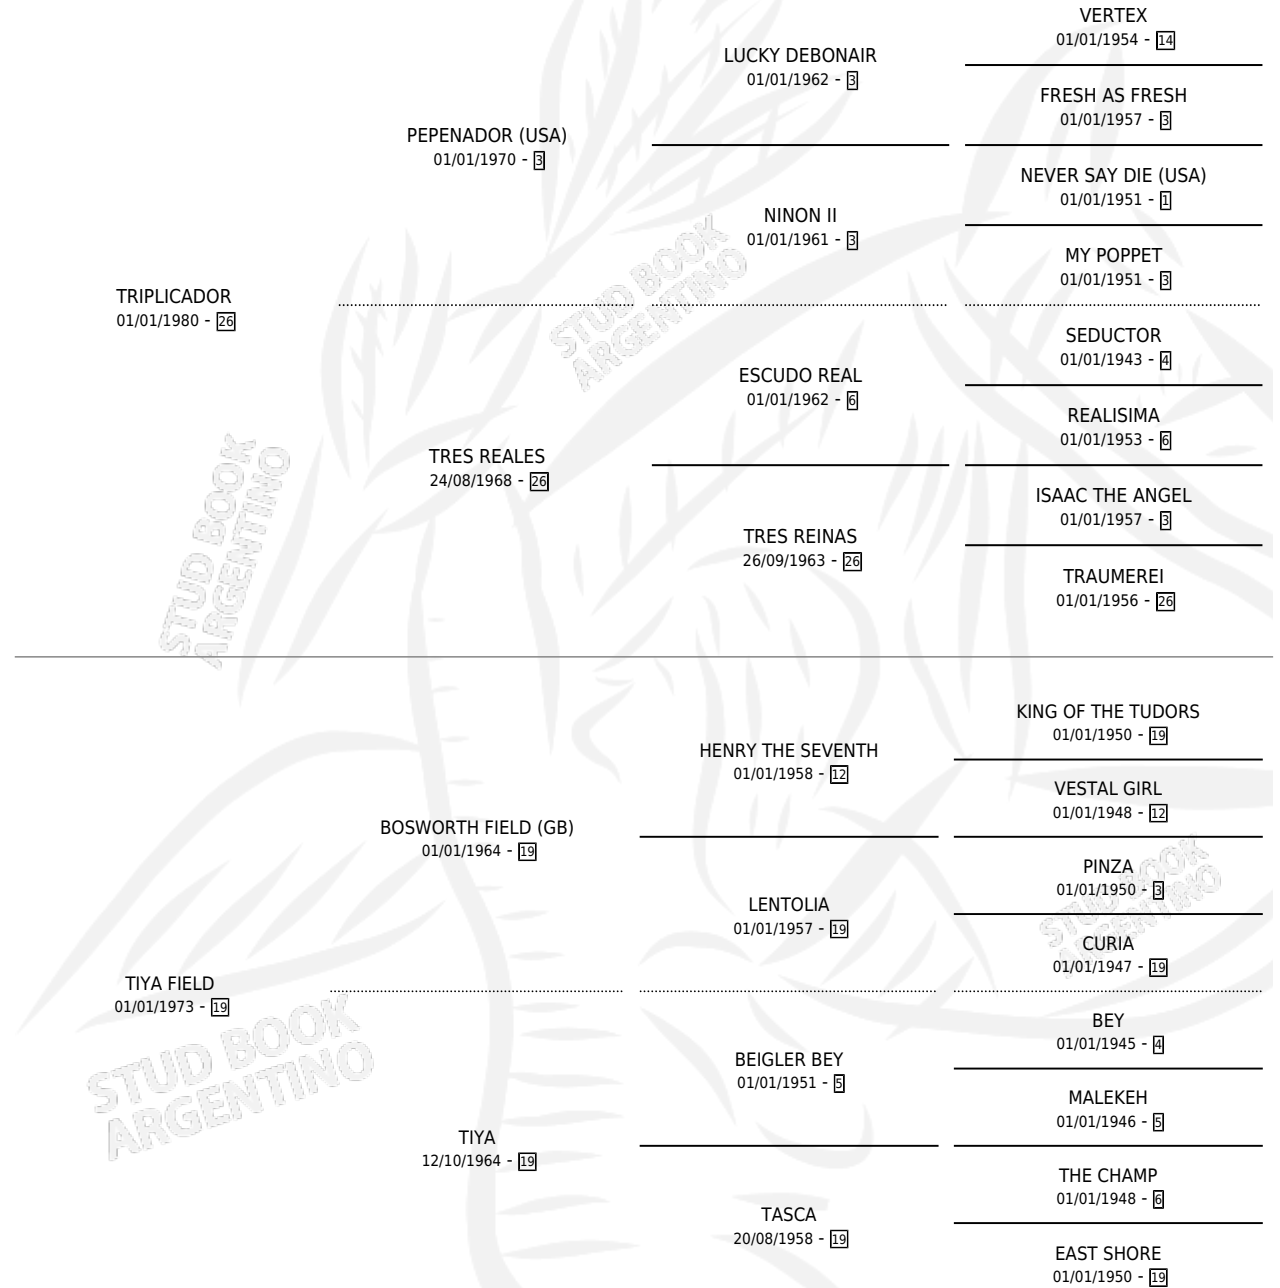 VERTEX
01/01/1954 - 14
LUCKY DEBONAIR
01/01/1962 - 3
FRESH AS FRESH
01/01/1957 - 3
PEPENADOR (USA)
01/01/1970 - 3
NEVER SAY DIE (USA)
01/01/1951 - 1
NINON II
01/01/1961 - 3
MY POPPET
01/01/1951 - 3
TRIPLICADOR
01/01/1980 - 26
STUD BOOK
ARGENTINO
SEDUCTOR
01/01/1943 - 4
ESCUDO REAL
01/01/1962 - 6
REALISIMA
01/01/1953 - 6
TRES REALES
24/08/1968 - 26
ISAAC THE ANGEL
01/01/1957 - 3
TRES REINAS
26/09/1963 - 26
TRAUMEREI
01/01/1956 - 26
STUD BOOK
ARGENTINO
KING OF THE TUDORS
01/01/1950 - 19
HENRY THE SEVENTH
01/01/1958 - 12
VESTAL GIRL
01/01/1948 - 12
BOSWORTH FIELD (GB)
01/01/1964 - 19
PINZA
01/01/1950 - 3
LENTOLIA
01/01/1957 - 19
STUD BOOK
ARGENTINO
CURIA
01/01/1947 - 19
TIYA FIELD
01/01/1973 - 19
STUD BOOK
ARGENTINO
BEY
01/01/1945 - 4
BEIGLER BEY
01/01/1951 - 5
MALEKEH
01/01/1946 - 5
TIYA
12/10/1964 - 19
THE CHAMP
01/01/1948 - 6
TASCA
20/08/1958 - 19
EAST SHORE
01/01/1950 - 19